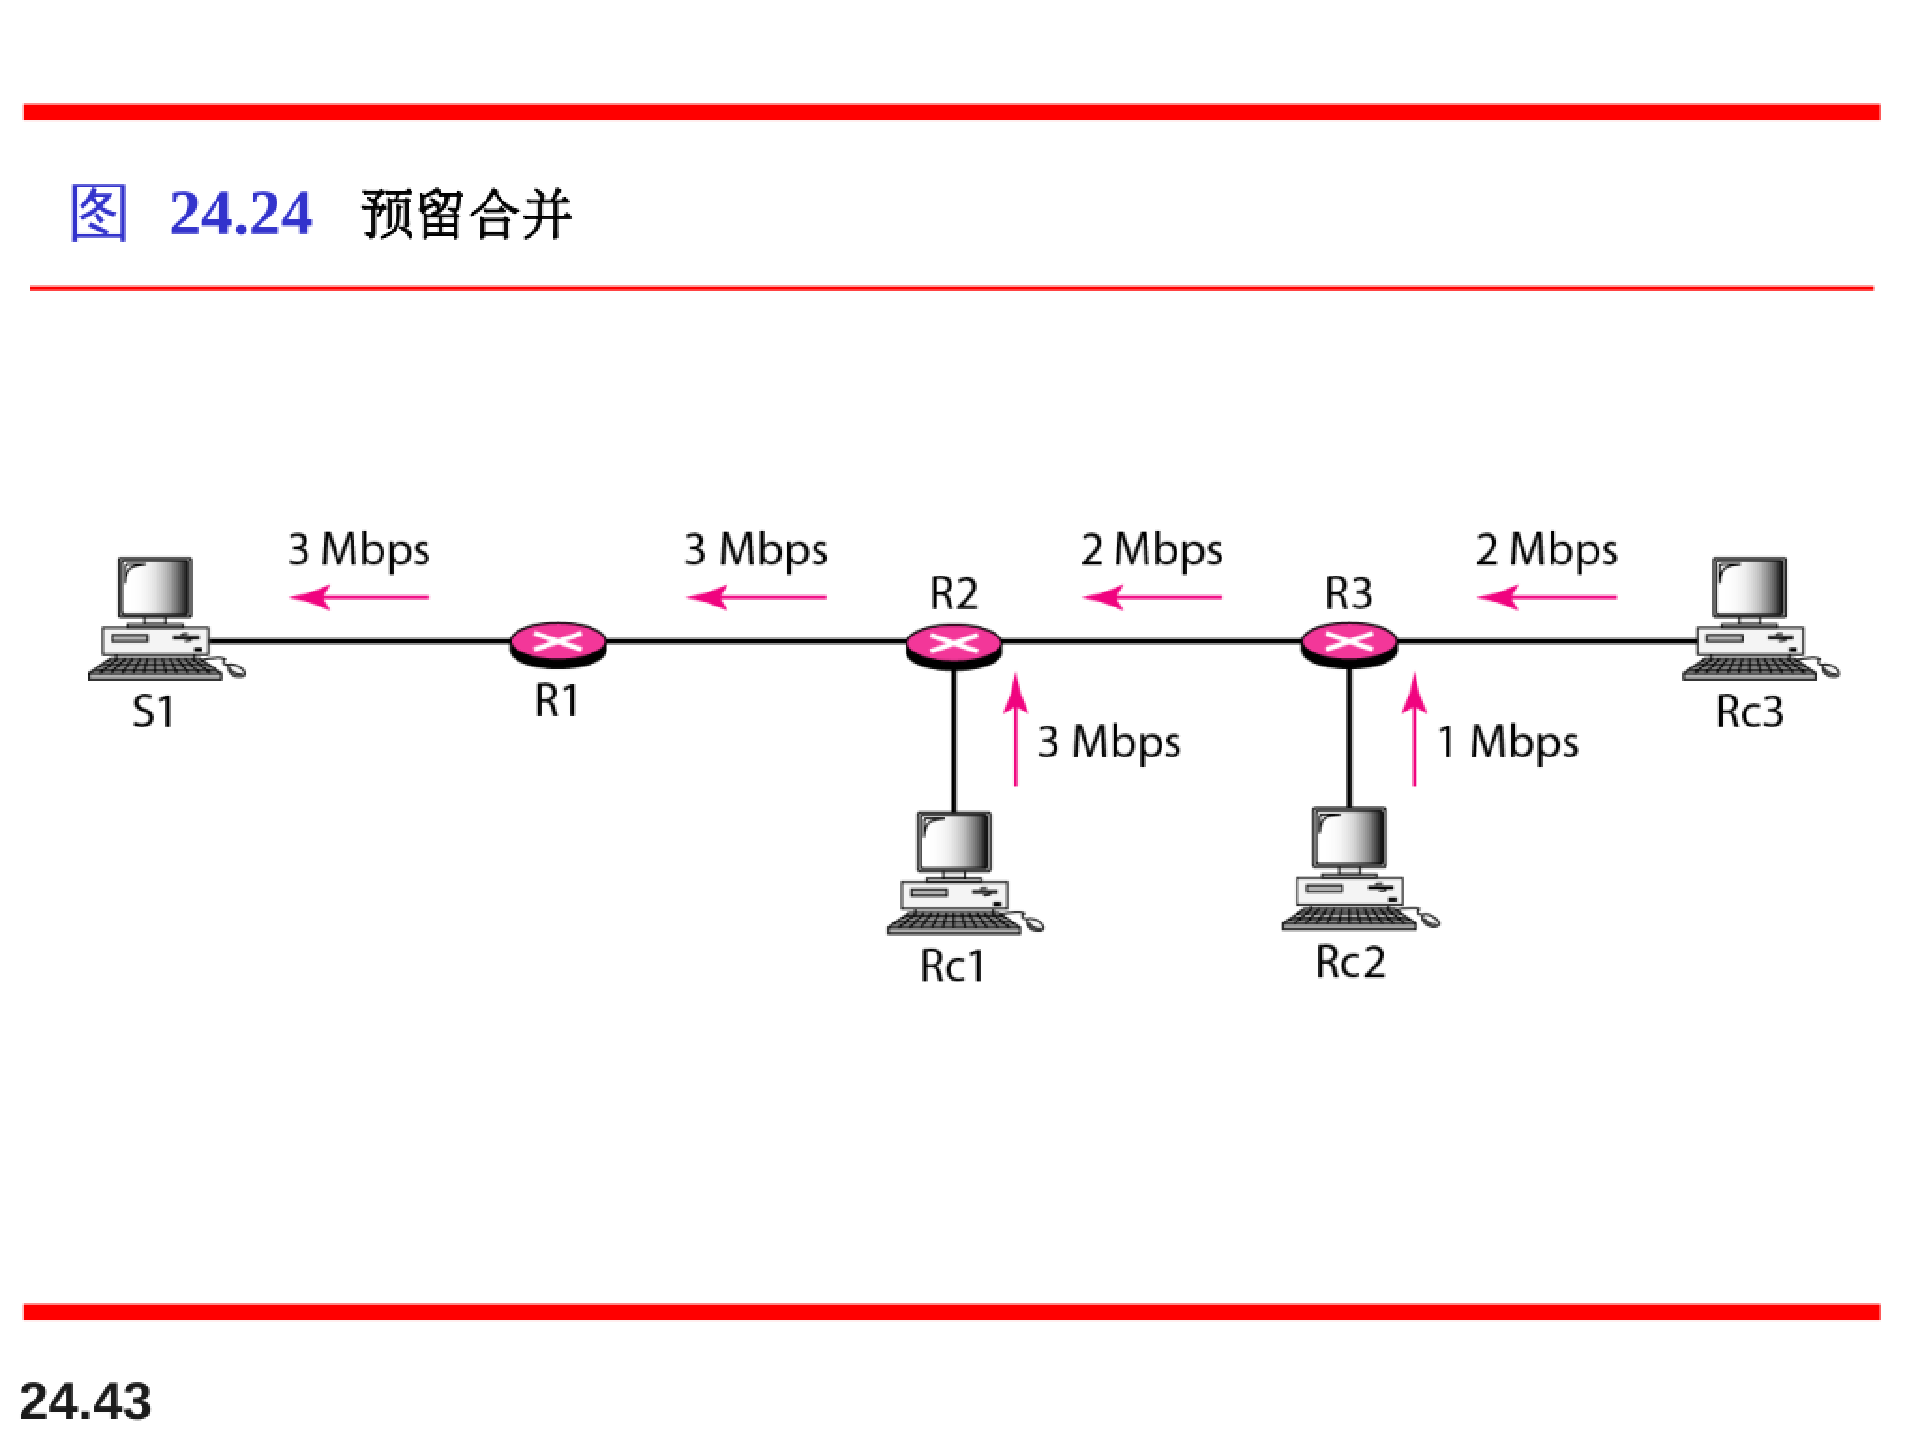 图 24.24 预留合并
3 Mbps 3 Mbps 2 Mbps 2 Mbps
R2 R3
S1 R1 Rc3
3 Mbps 1 Mbps
Rc1 Rc2
24.43